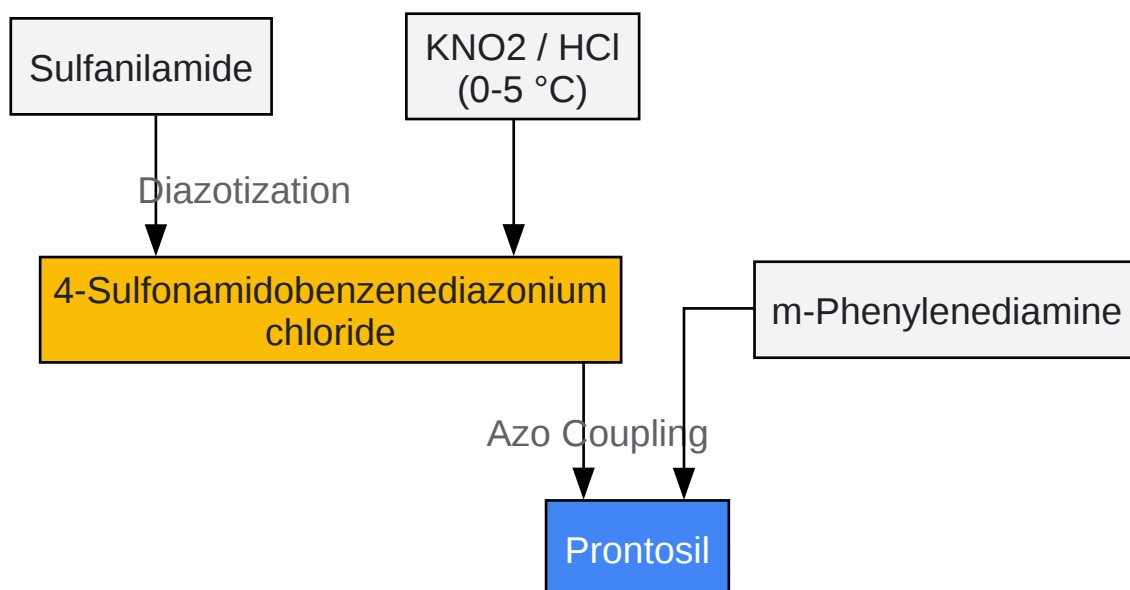 Sulfanilamide
KNO2 / HCl
(0-5 °C)
Diazotization
4-Sulfonamidobenzenediazonium
chloride
m-Phenylenediamine
Azo Coupling
Prontosil